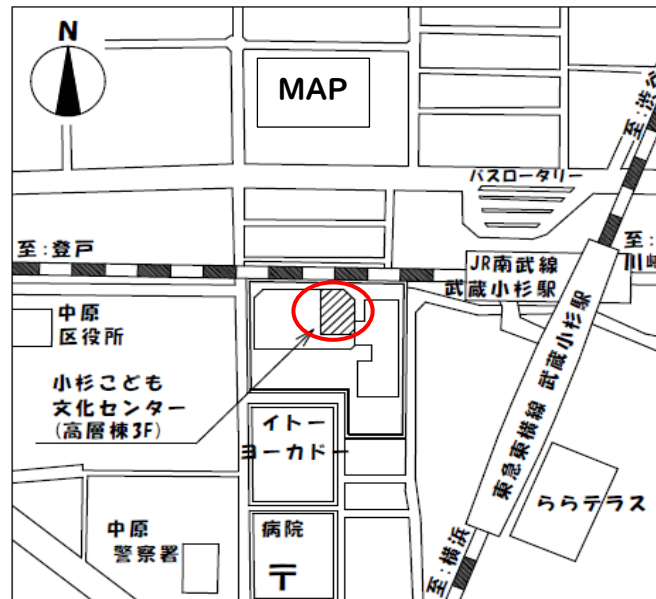 N
MAP
至:渋谷
バスロータリー
至:登戸
至:
川崎
JR南武線
武蔵小杉駅
中原
区役所
小杉こども
文化センター
(高層棟3F)
イトー
ヨーカドー
東急東横線 武蔵小杉駅
ららテラス
中原
警察署
病院
〒
至:横浜